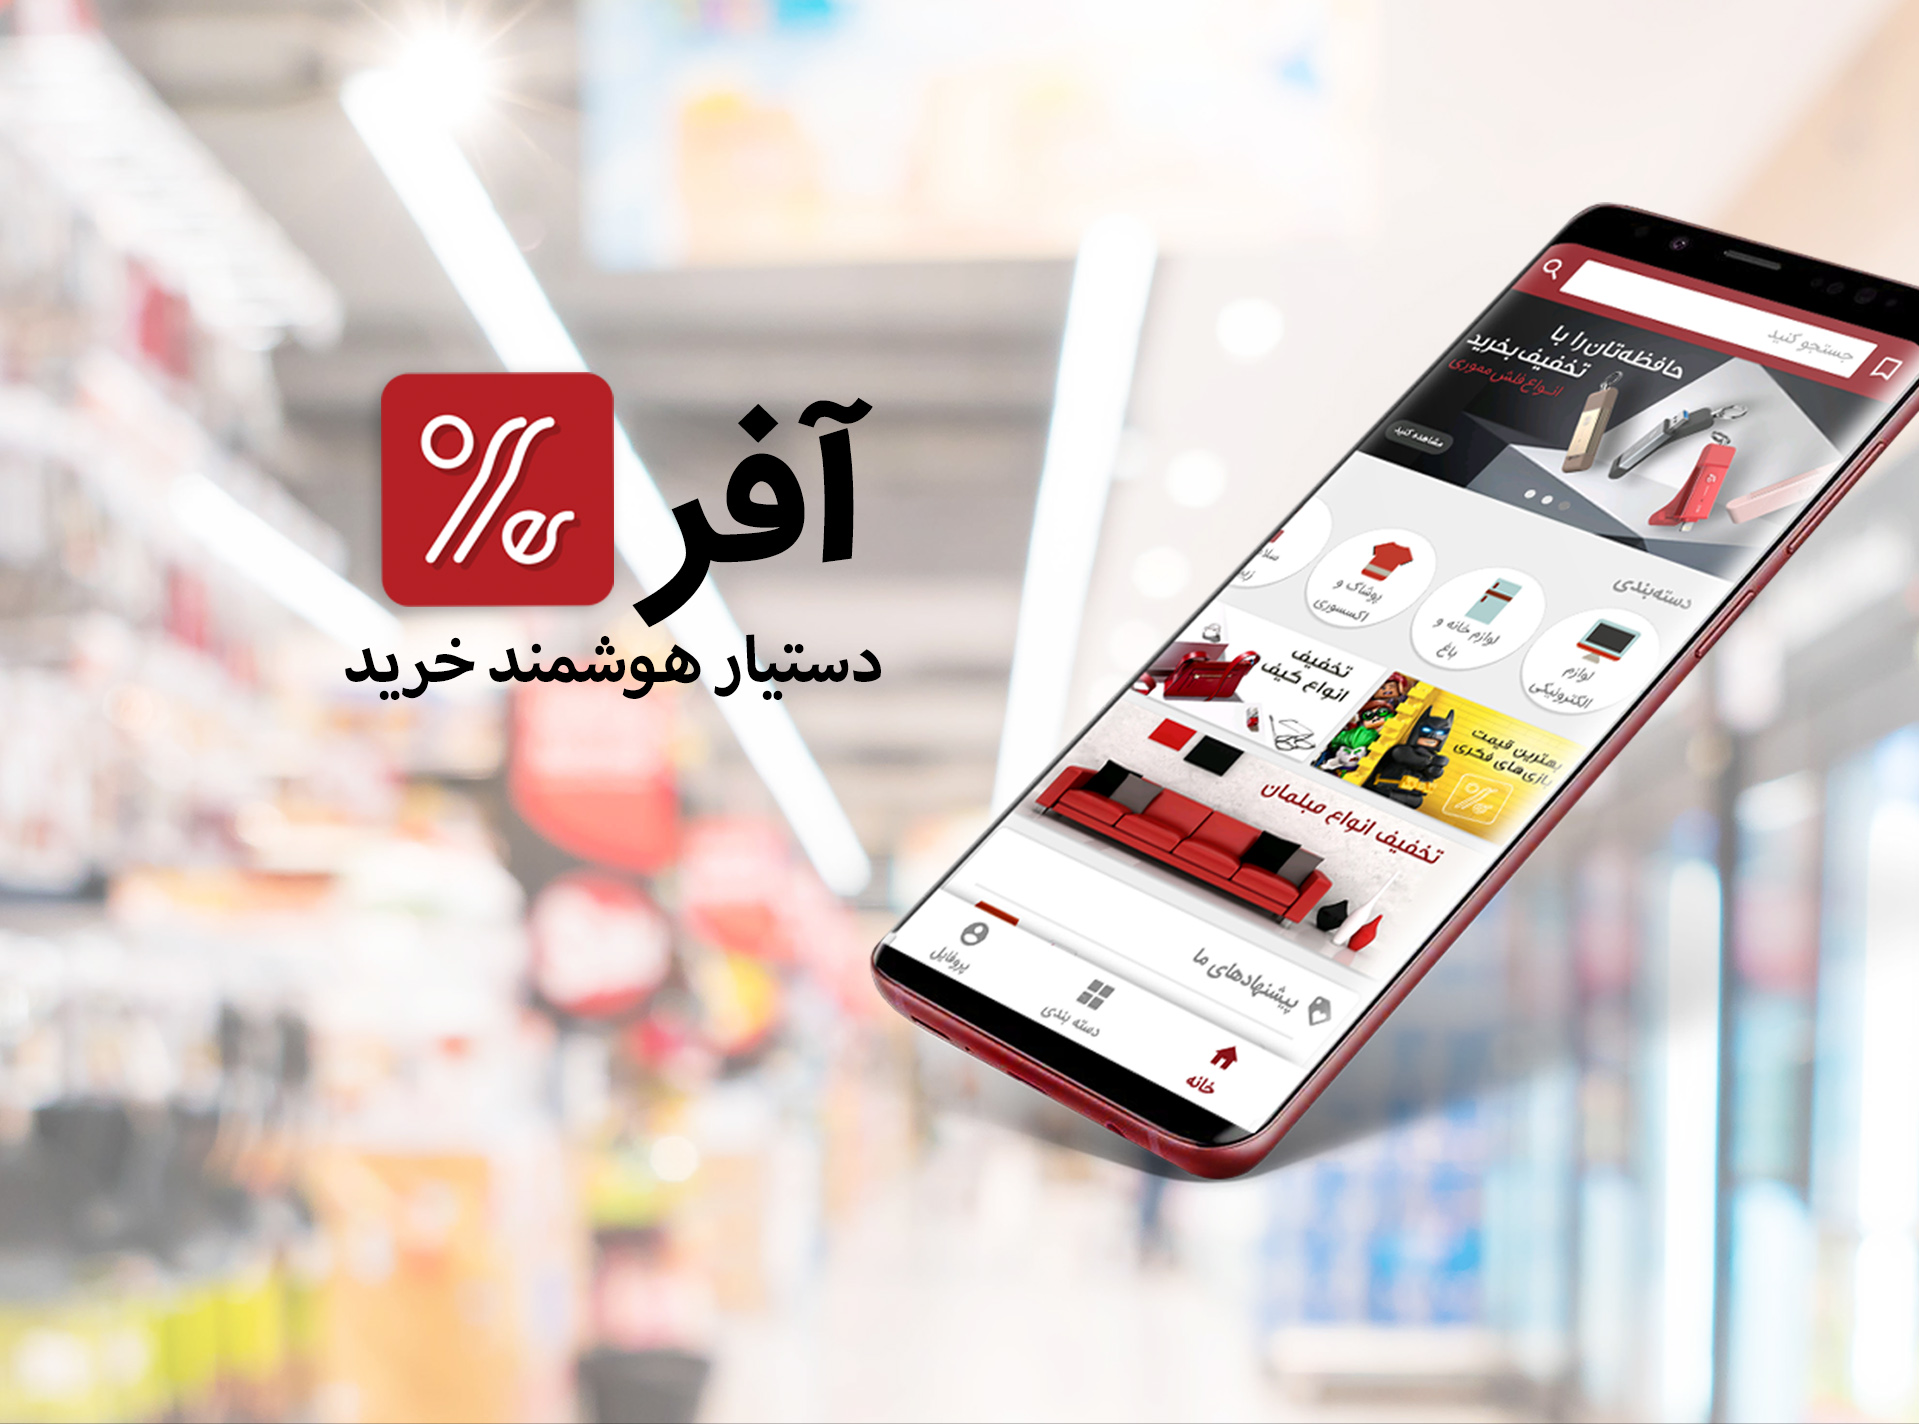 آفر
offer
دستیار هوشمند خرید
جستجو کنید
حافظه‌تان را با
تخفیف بخرید
انواع فلش مموری
مشاهده کنید
دسته‌بندی
لوازم
الکترونیکی
لوازم خانه و
باغ
پوشاک و
اکسسوری
بهترین قیمت
بازی‌های فکری
تخفیف
انواع کیف
تخفیف انواع مبلمان
پیشنهادهای ما
خانه
دسته بندی
پروفایل